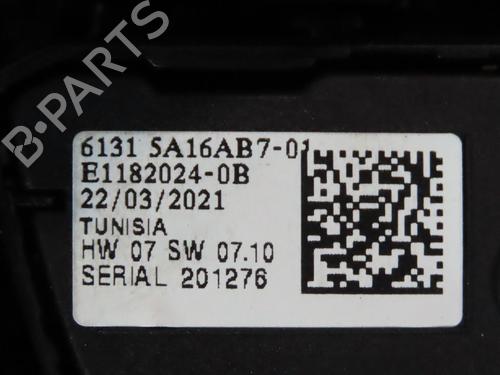 B-PARTS
6131 5A16AB7-01
E1182024-0B
22/03/2021
TUNISIA
HW 07 SW 07.10
SERIAL 201276